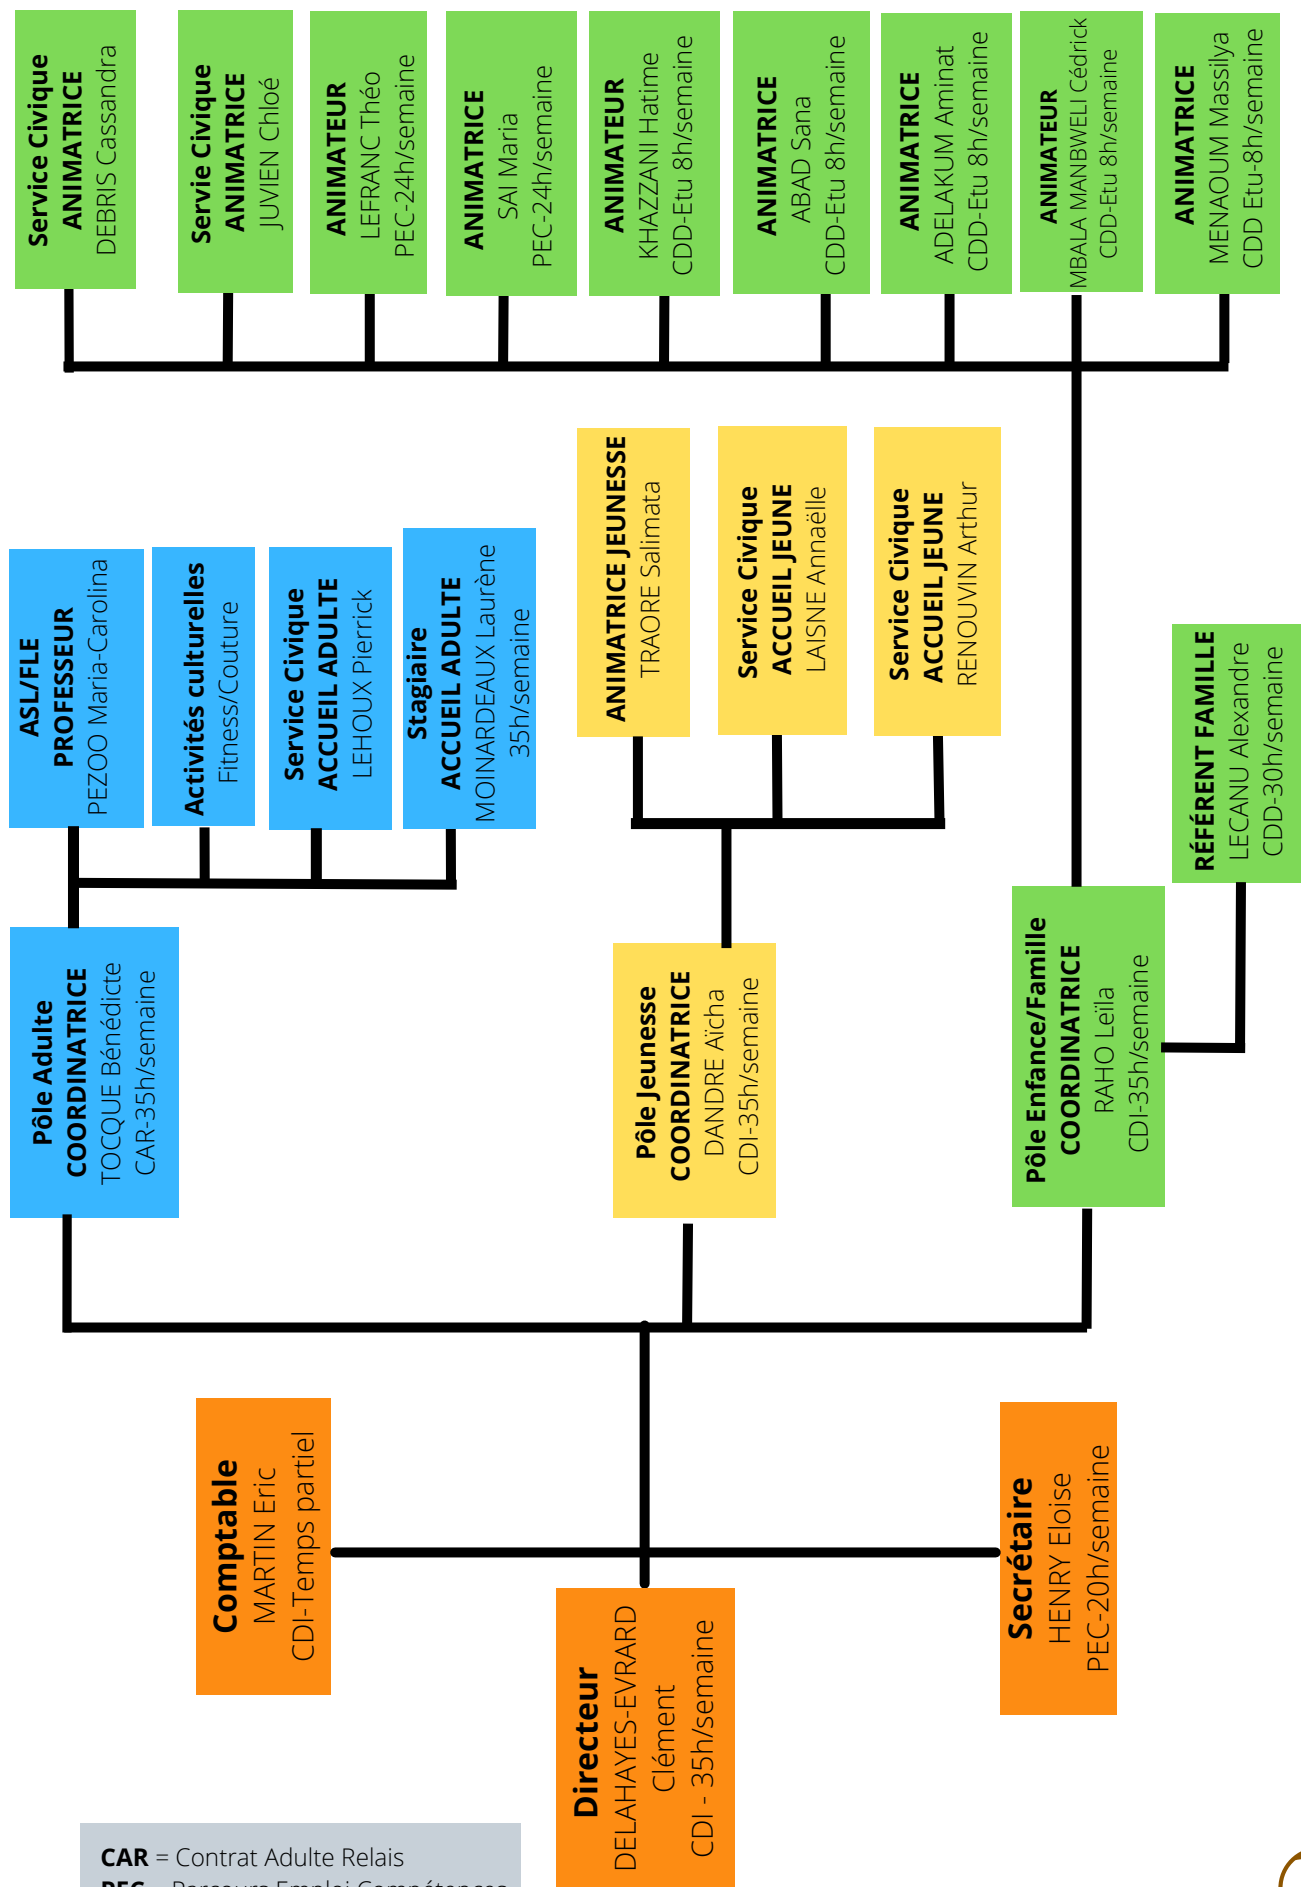 Directeur
DELAHAYES-EVRARD
Clément
CDI - 35h/semaine
Comptable
MARTIN Eric
CDI-Temps partiel
Secrétaire
HENRY Eloise
PEC-20h/semaine
Pôle Adulte
COORDINATRICE
TOCQUE Bénédicte
CAR-35h/semaine
Pôle Jeunesse
COORDINATRICE
DANDRE Aïcha
CDI-35h/semaine
Pôle Enfance/Famille
COORDINATRICE
RAHO Leïla
CDI-35h/semaine
ASL/FLE
PROFESSEUR
PEZOO Maria-Carolina
Activités culturelles
Fitness/Couture
Service Civique
ACCUEIL ADULTE
LEHOUX Pierrick
Stagiaire
ACCUEIL ADULTE
MOINARDEAUX Laurène
35h/semaine
ANIMATRICE JEUNESSE
TRAORE Salimata
Service Civique
ACCUEIL JEUNE
LAISNE Annaëlle
Service Civique
ACCUEIL JEUNE
RENOUVIN Arthur
RÉFÉRENT FAMILLE
LECANU Alexandre
CDD-30h/semaine
Service Civique
ANIMATRICE
DEBRIS Cassandra
Servie Civique
ANIMATRICE
JUVIEN Chloé
ANIMATEUR
LEFRANC Théo
PEC-24h/semaine
ANIMATRICE
SAI Maria
PEC-24h/semaine
ANIMATEUR
KHAZZANI Hatime
CDD-Etu 8h/semaine
ANIMATRICE
ABAD Sana
CDD-Etu 8h/semaine
ANIMATRICE
ADELAKUM Aminat
CDD-Etu 8h/semaine
ANIMATEUR
MBALA MANBWELI Cédrick
CDD-Etu 8h/semaine
ANIMATRICE
MENAOUM Massilya
CDD Etu-8h/semaine
CAR = Contrat Adulte Relais
PEC = Parcours Emploi Compétences